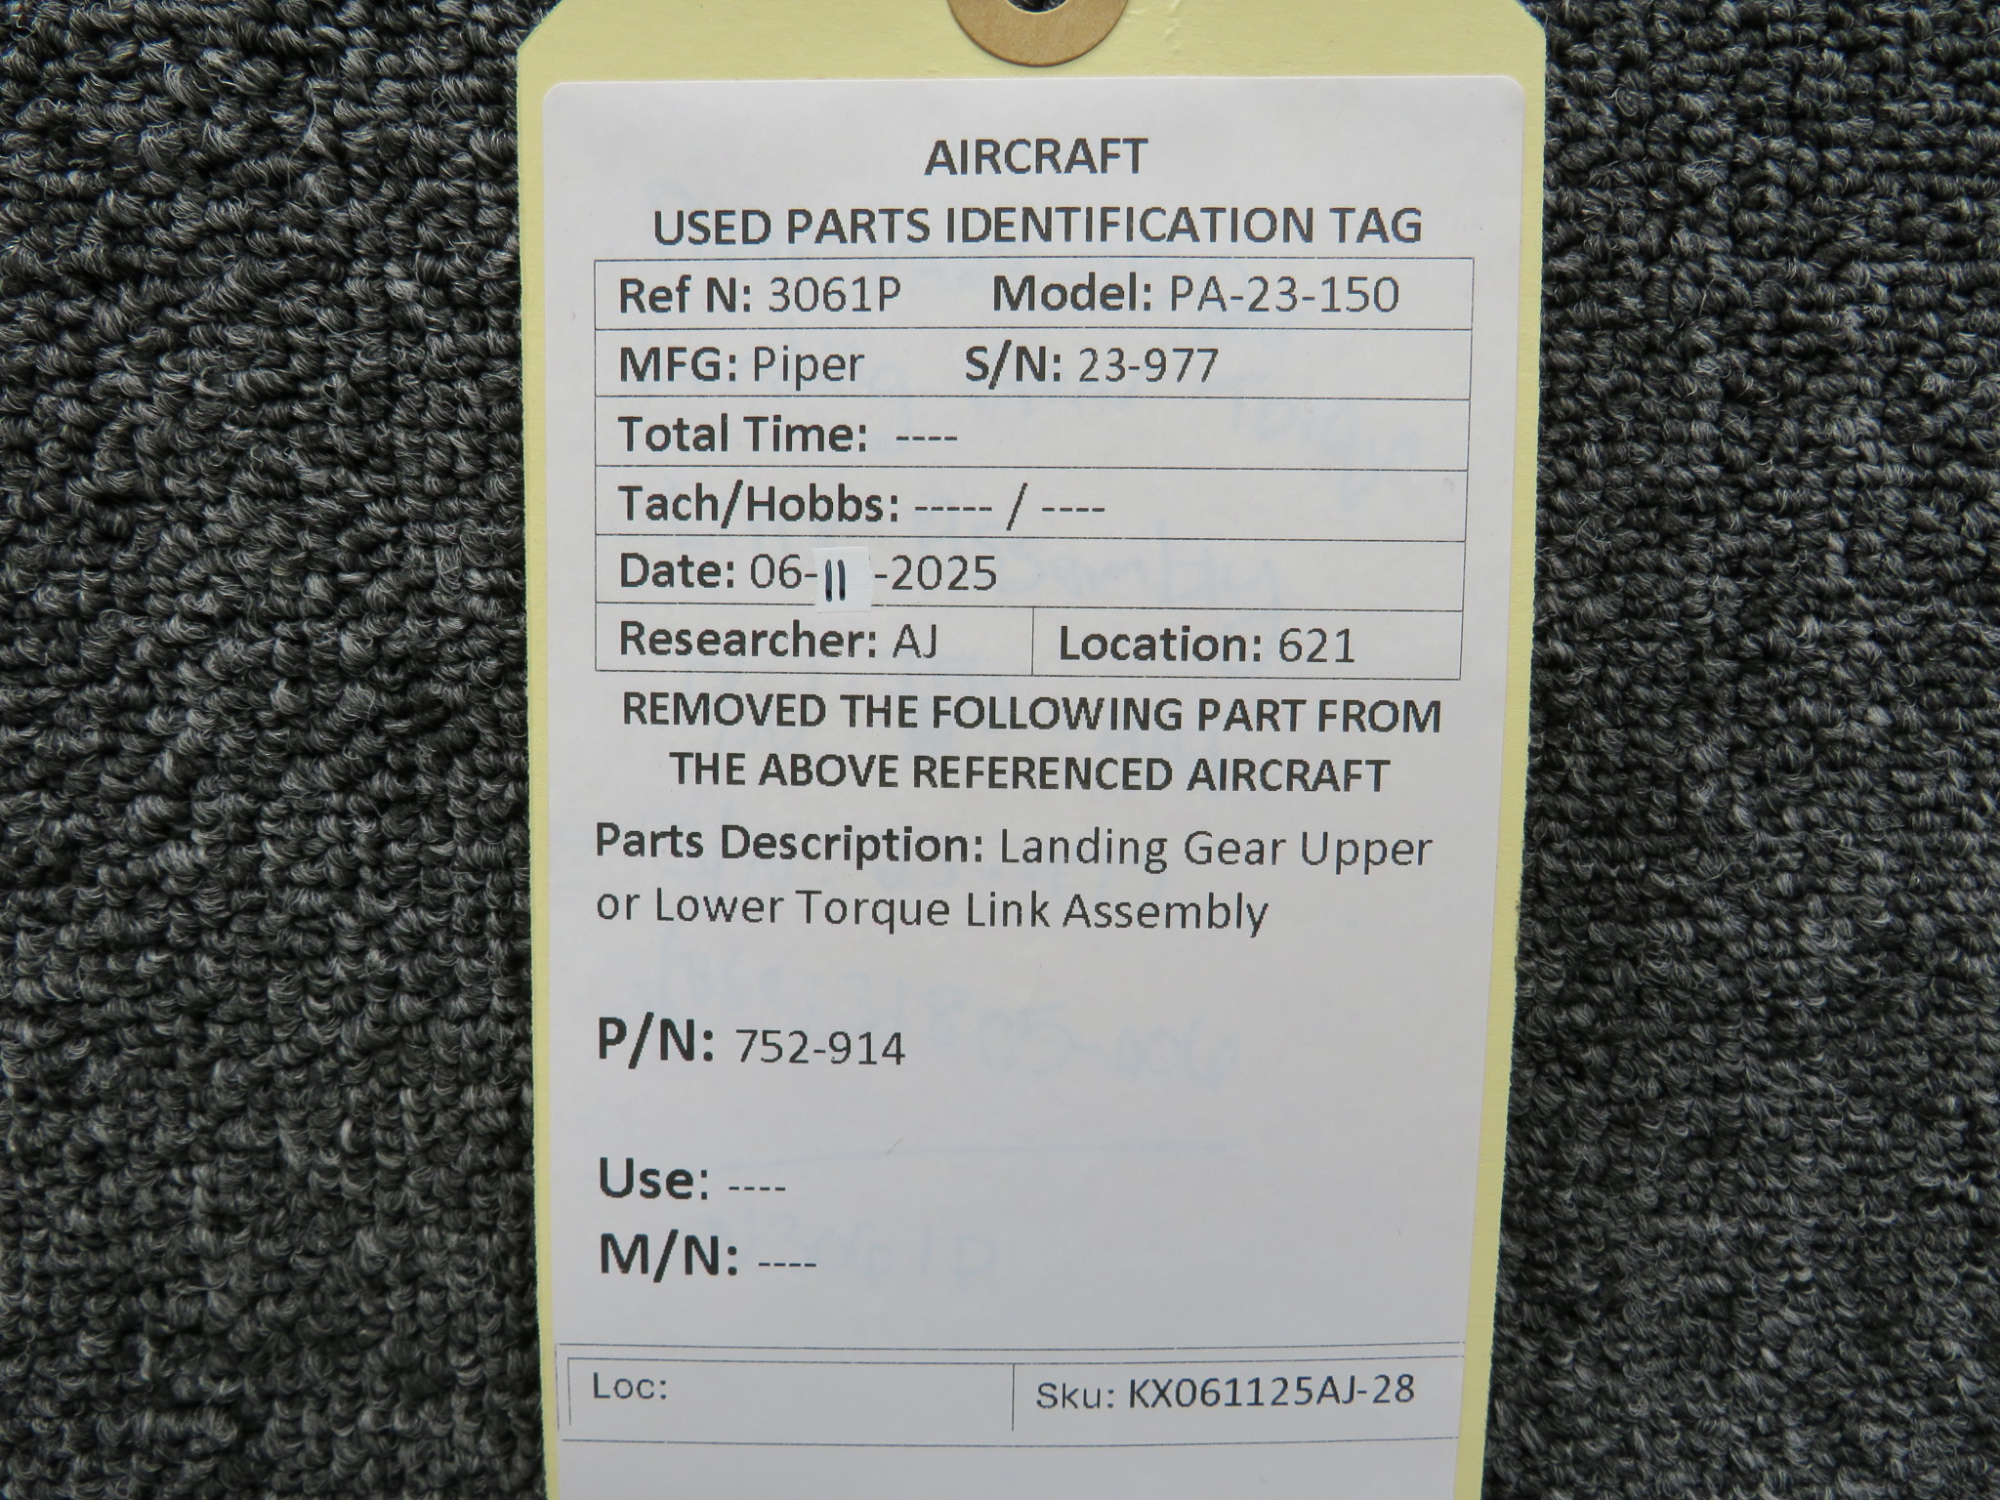 AIRCRAFT
USED PARTS IDENTIFICATION TAG
Ref N: 3061P Model: PA-23-150
MFG: Piper S/N: 23-977
Total Time: ----
Tach/Hobbs: ----- / ----
Date: 06-11-2025
Researcher: AJ Location: 621
REMOVED THE FOLLOWING PART FROM
THE ABOVE REFERENCED AIRCRAFT
Parts Description: Landing Gear Upper
or Lower Torque Link Assembly
P/N: 752-914
Use: ----
M/N: ----
Loc: Sku: KX061125AJ-28